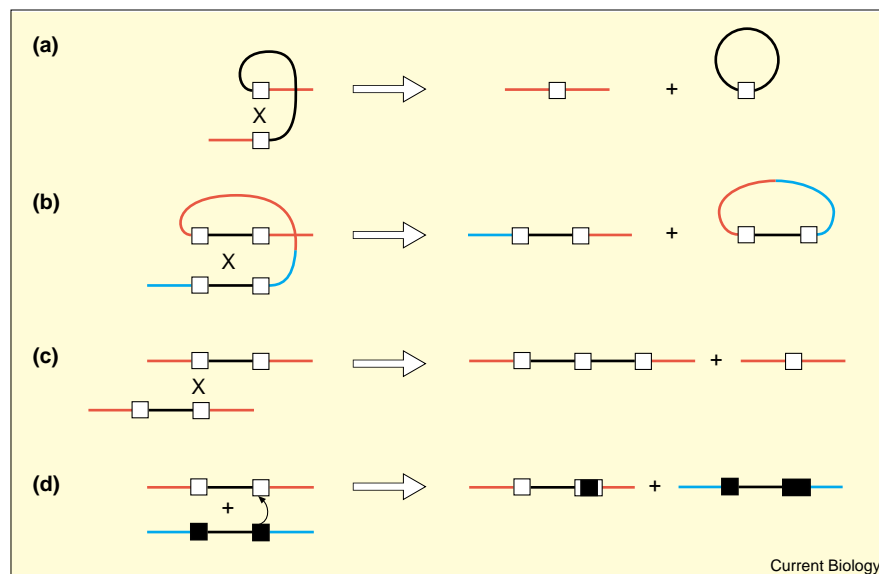 (a)
X
+
(b)
X
+
(c)
X
+
(d)
+
+
Current Biology